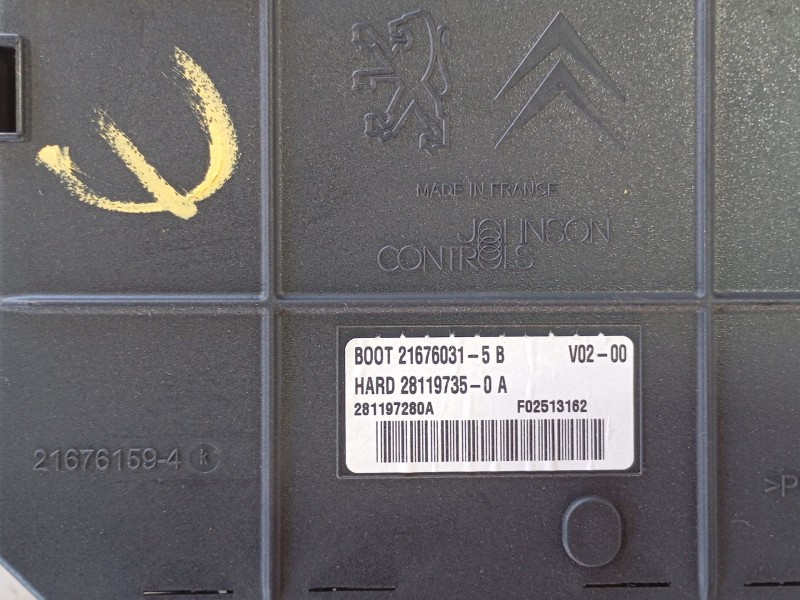 MADE IN FRANCE
JOHNSON
CONTROLS
BOOT 21676031-5 B V02-00
HARD 28119735-0 A
281197280A F02513162
21676159-4 k
>P